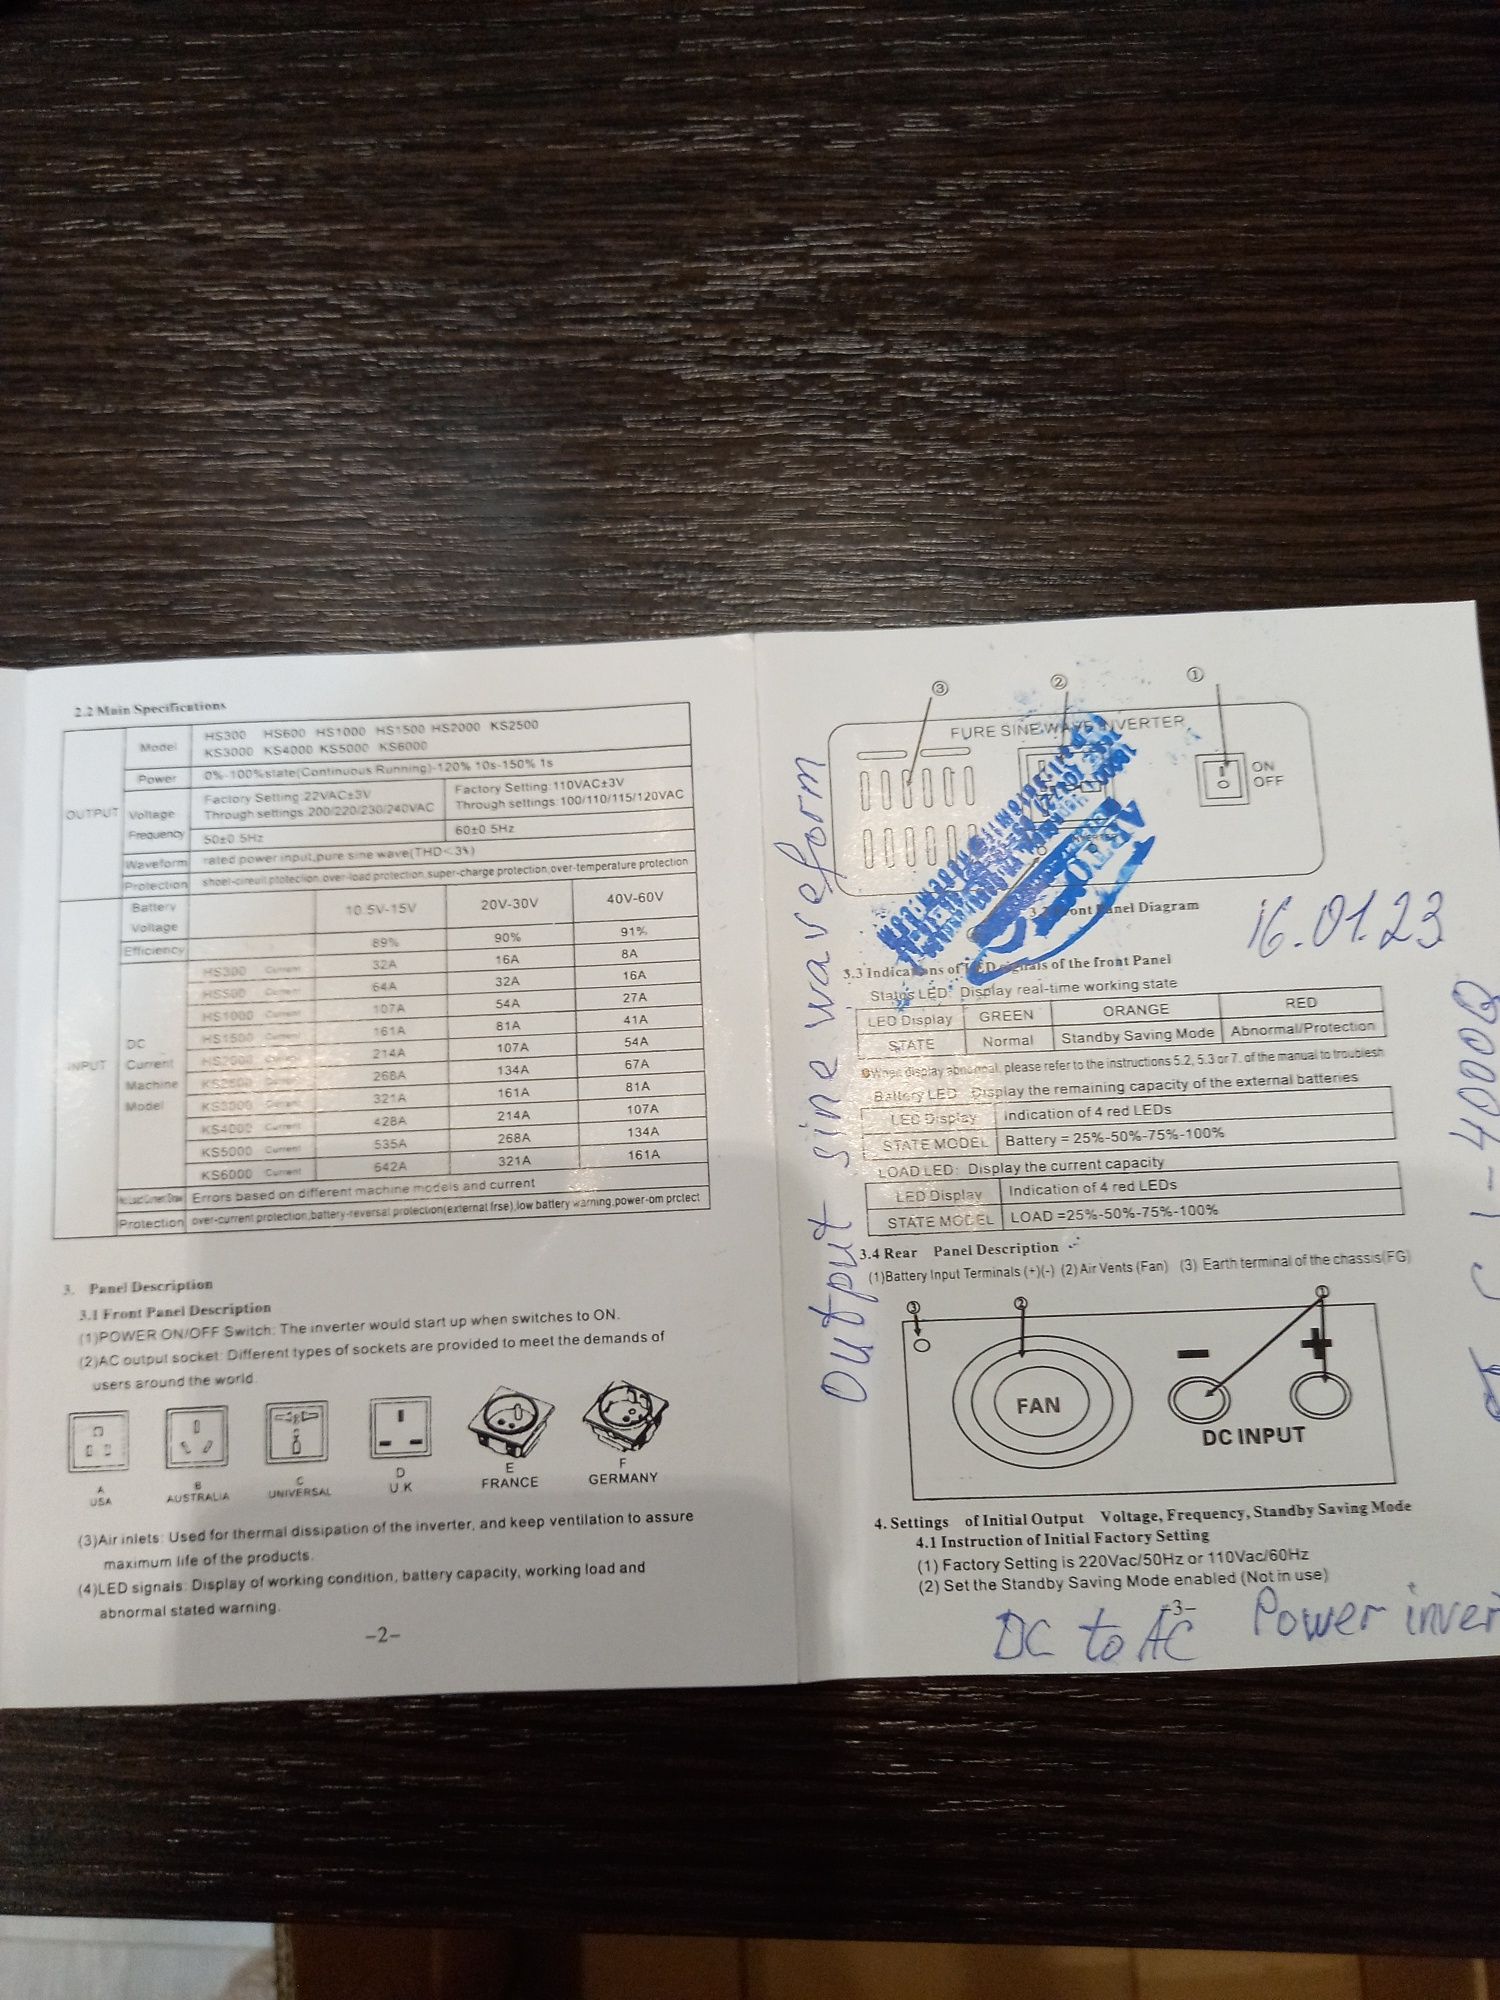 2.2 Main Specifications
OUTPUT
Model
HS300 HS600 HS1000 HS1500 HS2000 KS2500
KS3000 KS4000 KS5000 KS6000
Power
0%-100%state(Continuous Running)-120% 10s-150% 1s
Voltage
Factory Setting:22VAC±3V
Through settings:200/220/230/240VAC
Factory Setting:110VAC±3V
Through settings:100/110/115/120VAC
Frequency
50±0.5Hz
60±0.5Hz
Waveform
rated power input,pure sine wave(THD<3%)
Protection
over-load protection,super-charge protection,over-temperature protection
INPUT
Battery Voltage
10.5V-15V 20V-30V 40V-60V
Efficiency
89% 90% 91%
DC Current Machine Model
HS300 Current 32A 16A 8A
HS500 Current 64A 32A 16A
HS1000 Current 107A 54A 27A
HS1500 Current 161A 81A 41A
HS2000 Current 214A 107A 54A
KS2500 Current 268A 134A 67A
KS3000 Current 321A 161A 81A
KS4000 Current 428A 214A 107A
KS5000 Current 535A 268A 134A
KS6000 Current 642A 321A 161A
Errors based on different machine models and current
Protection
over-current protection,battery-reversal protection(external frse),low battery warning,power-om prctect
3. Panel Description
3.1 Front Panel Description
(1)POWER ON/OFF Switch: The inverter would start up when switches to ON.
(2)AC output socket: Different types of sockets are provided to meet the demands of
users around the world.
A
USA
B
AUSTRALIA
C
UNIVERSAL
D
U K
E
FRANCE
F
GERMANY
(3)Air inlets: Used for thermal dissipation of the inverter, and keep ventilation to assure
maximum life of the products.
(4)LED signals: Display of working condition, battery capacity, working load and
abnormal stated warning.
-2-
③ ② ①
PURE SINE WAVE INVERTER
ON
OFF
Front Panel Diagram
16.01.23
3.3 Indications of LED signals of the front Panel
Status LED: Display real-time working state
LED Display GREEN ORANGE RED
STATE Normal Standby Saving Mode Abnormal/Protection
When display abnormal, please refer to the instructions 5.2, 5.3 or 7. of the manual to troublesh
Battery LED Display the remaining capacity of the external batteries
LED Display Indication of 4 red LEDs
STATE MODEL Battery = 25%-50%-75%-100%
LOAD LED: Display the current capacity
LED Display Indication of 4 red LEDs
STATE MODEL LOAD =25%-50%-75%-100%
3.4 Rear Panel Description
(1)Battery Input Terminals (+)(-) (2)Air Vents (Fan) (3) Earth terminal of the chassis(FG)
③ ② ①
- +
FAN
DC INPUT
4. Settings of Initial Output Voltage, Frequency, Standby Saving Mode
4.1 Instruction of Initial Factory Setting
(1) Factory Setting is 220Vac/50Hz or 110Vac/60Hz
(2) Set the Standby Saving Mode enabled (Not in use)
-3-
DC to AC Power inver
Output sine waveform